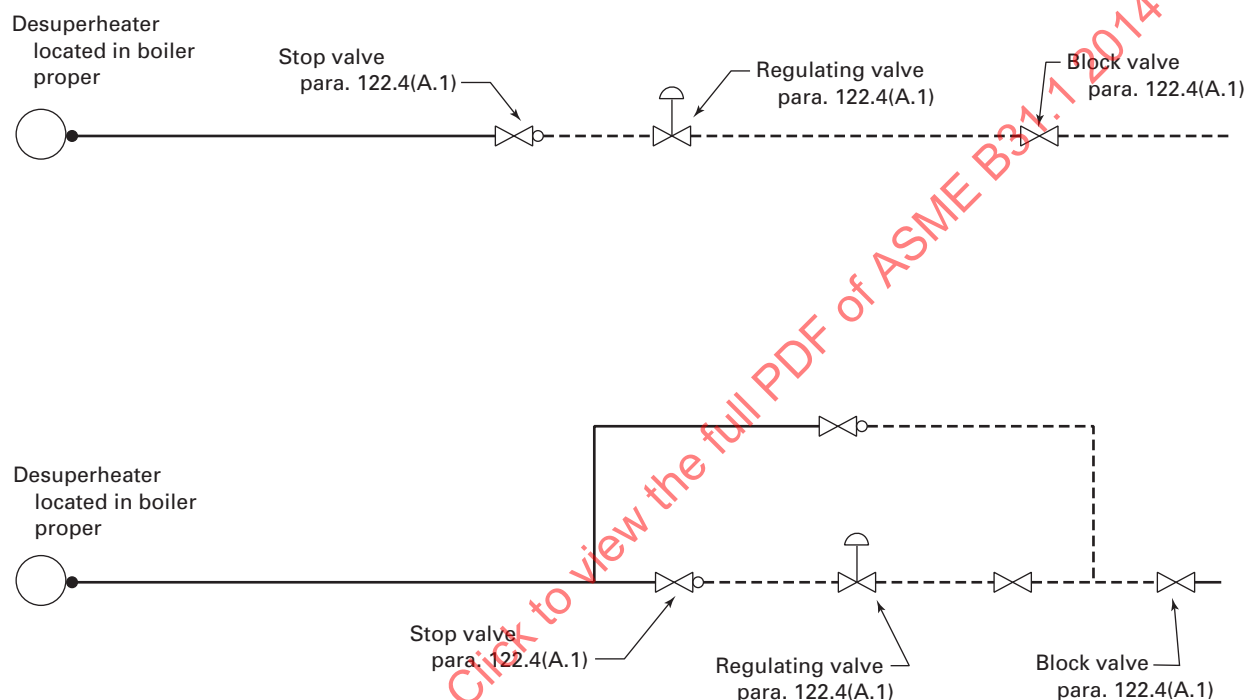 Desuperheater
located in boiler
proper
Stop valve
para. 122.4(A.1)
Regulating valve
para. 122.4(A.1)
Block valve
para. 122.4(A.1)
Desuperheater
located in boiler
proper
Stop valve
para. 122.4(A.1)
Regulating valve
para. 122.4(A.1)
Block valve
para. 122.4(A.1)
Click to view the full PDF of ASME B31.1 2014